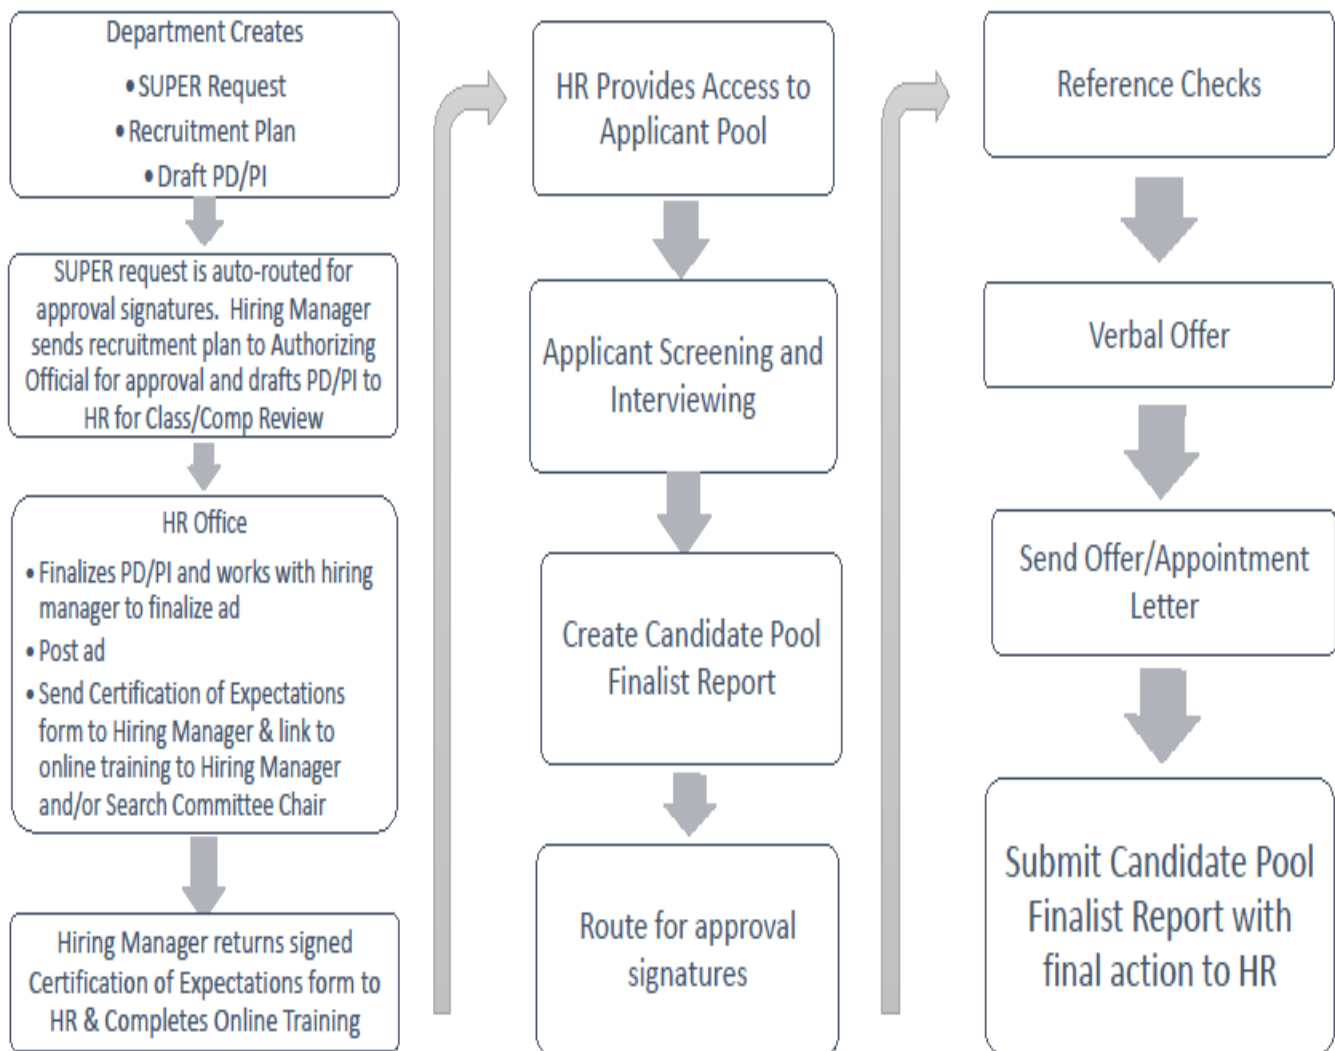 Department Creates
• SUPER Request
• Recruitment Plan
• Draft PD/PI
SUPER request is auto-routed for
approval signatures. Hiring Manager
sends recruitment plan to Authorizing
Official for approval and drafts PD/PI to
HR for Class/Comp Review
HR Office
• Finalizes PD/PI and works with hiring
manager to finalize ad
• Post ad
• Send Certification of Expectations
form to Hiring Manager & link to
online training to Hiring Manager
and/or Search Committee Chair
Hiring Manager returns signed
Certification of Expectations form to
HR & Completes Online Training
HR Provides Access to
Applicant Pool
Applicant Screening and
Interviewing
Create Candidate Pool
Finalist Report
Route for approval
signatures
Reference Checks
Verbal Offer
Send Offer/Appointment
Letter
Submit Candidate Pool
Finalist Report with
final action to HR